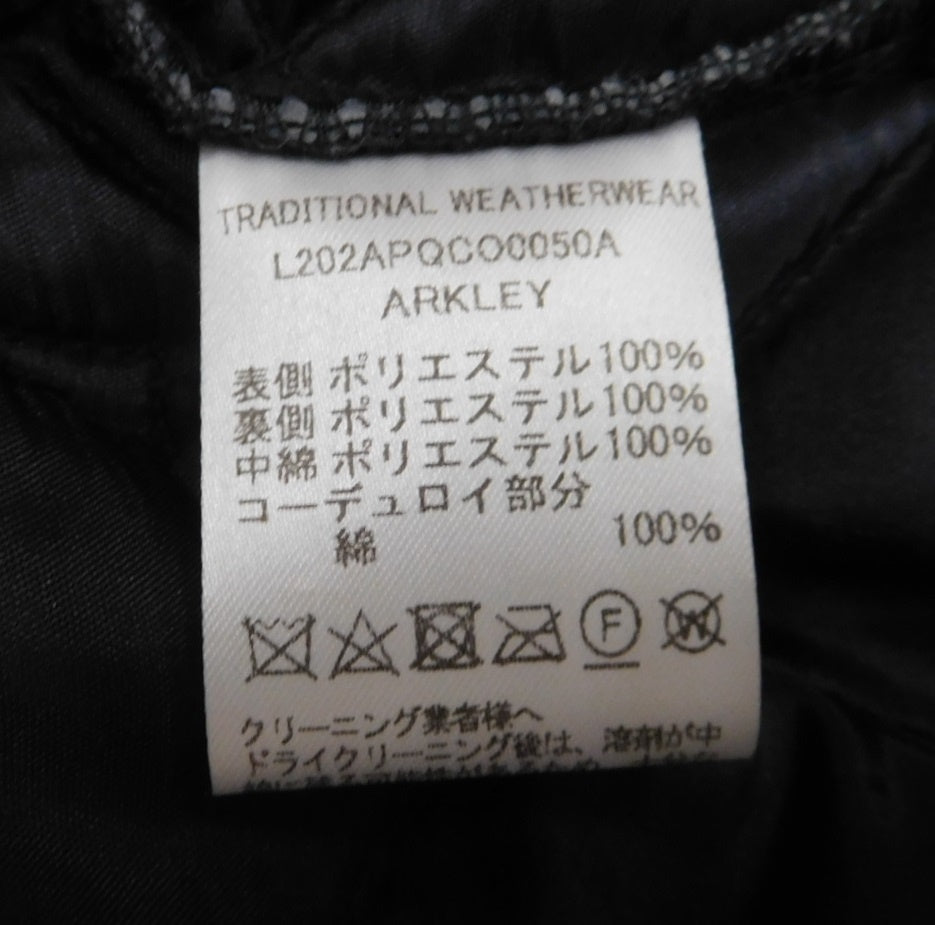 TRADITIONAL WEATHERWEAR
L202APQCO0050A
ARKLEY
表側 ポリエステル100%
裏側 ポリエステル100%
中綿 ポリエステル100%
コーデュロイ部分
綿 100%
F W
クリーニング業者様へ
ドライクリーニング後は、溶剤が中